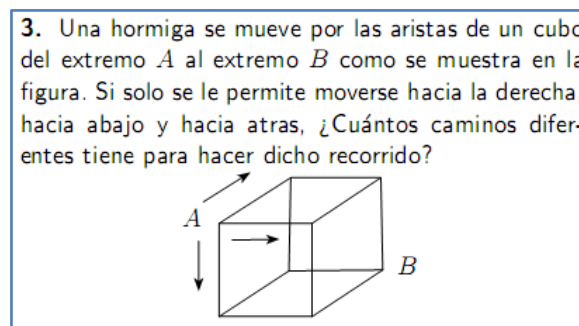 3. Una hormiga se mueve por las aristas de un cubo
del extremo A al extremo B como se muestra en la
figura. Si solo se le permite moverse hacia la derecha,
hacia abajo y hacia atras, ¿Cuántos caminos difer-
entes tiene para hacer dicho recorrido?
A
B